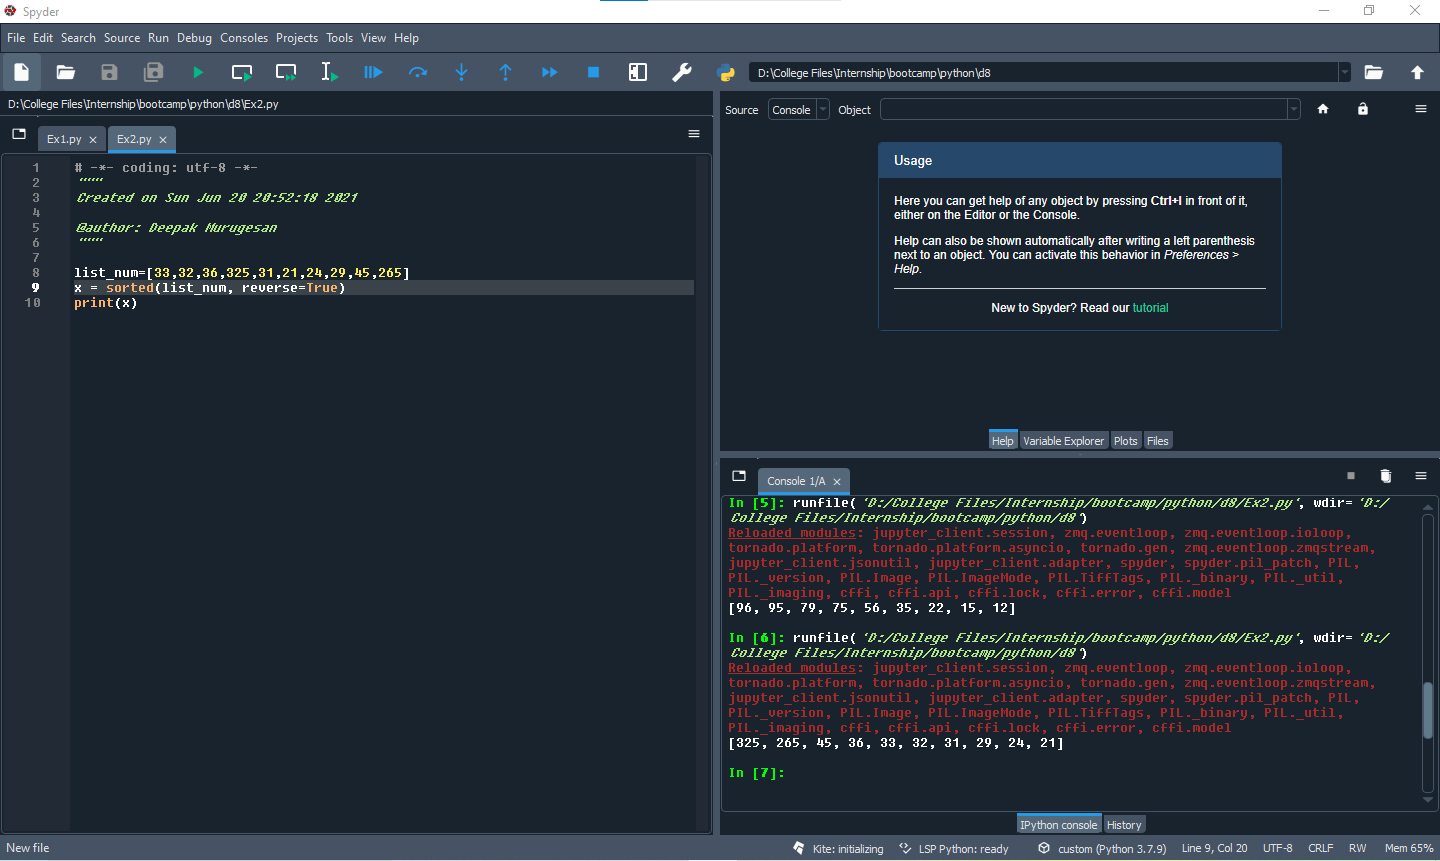 Spyder
File Edit Search Source Run Debug Consoles Projects Tools View Help
D:\College Files\Internship\bootcamp\python\d8
D:\College Files\Internship\bootcamp\python\d8\Ex2.py
Ex1.py
Ex2.py
1 # -*- coding: utf-8 -*-
2 """
3 Created on Sun Jun 20 20:52:18 2021
4
5 @author: Deepak Murugesan
6 """
7
8 list_num=[33,32,36,325,31,21,24,29,45,265]
9 x = sorted(list_num, reverse=True)
10 print(x)
Source Console Object
Usage
Here you can get help of any object by pressing Ctrl+I in front of it,
either on the Editor or the Console.
Help can also be shown automatically after writing a left parenthesis
next to an object. You can activate this behavior in Preferences >
Help.
New to Spyder? Read our tutorial
Help Variable Explorer Plots Files
Console 1/A
In [5]: runfile('D:/College Files/Internship/bootcamp/python/d8/Ex2.py', wdir='D:/
College Files/Internship/bootcamp/python/d8')
Reloaded modules: jupyter_client.session, zmq.eventloop, zmq.eventloop.ioloop,
tornado.platform, tornado.platform.asyncio, tornado.gen, zmq.eventloop.zmqstream,
jupyter_client.jsonutil, jupyter_client.adapter, spyder, spyder.pil_patch, PIL,
PIL._version, PIL.Image, PIL.ImageMode, PIL.TiffTags, PIL._binary, PIL._util,
PIL._imaging, cffi, cffi.api, cffi.lock, cffi.error, cffi.model
[96, 95, 79, 75, 56, 35, 22, 15, 12]
In [6]: runfile('D:/College Files/Internship/bootcamp/python/d8/Ex2.py', wdir='D:/
College Files/Internship/bootcamp/python/d8')
Reloaded modules: jupyter_client.session, zmq.eventloop, zmq.eventloop.ioloop,
tornado.platform, tornado.platform.asyncio, tornado.gen, zmq.eventloop.zmqstream,
jupyter_client.jsonutil, jupyter_client.adapter, spyder, spyder.pil_patch, PIL,
PIL._version, PIL.Image, PIL.ImageMode, PIL.TiffTags, PIL._binary, PIL._util,
PIL._imaging, cffi, cffi.api, cffi.lock, cffi.error, cffi.model
[325, 265, 45, 36, 33, 32, 31, 29, 24, 21]
In [7]:
IPython console History
New file Kite: initializing LSP Python: ready custom (Python 3.7.9) Line 9, Col 20 UTF-8 CRLF RW Mem 65%